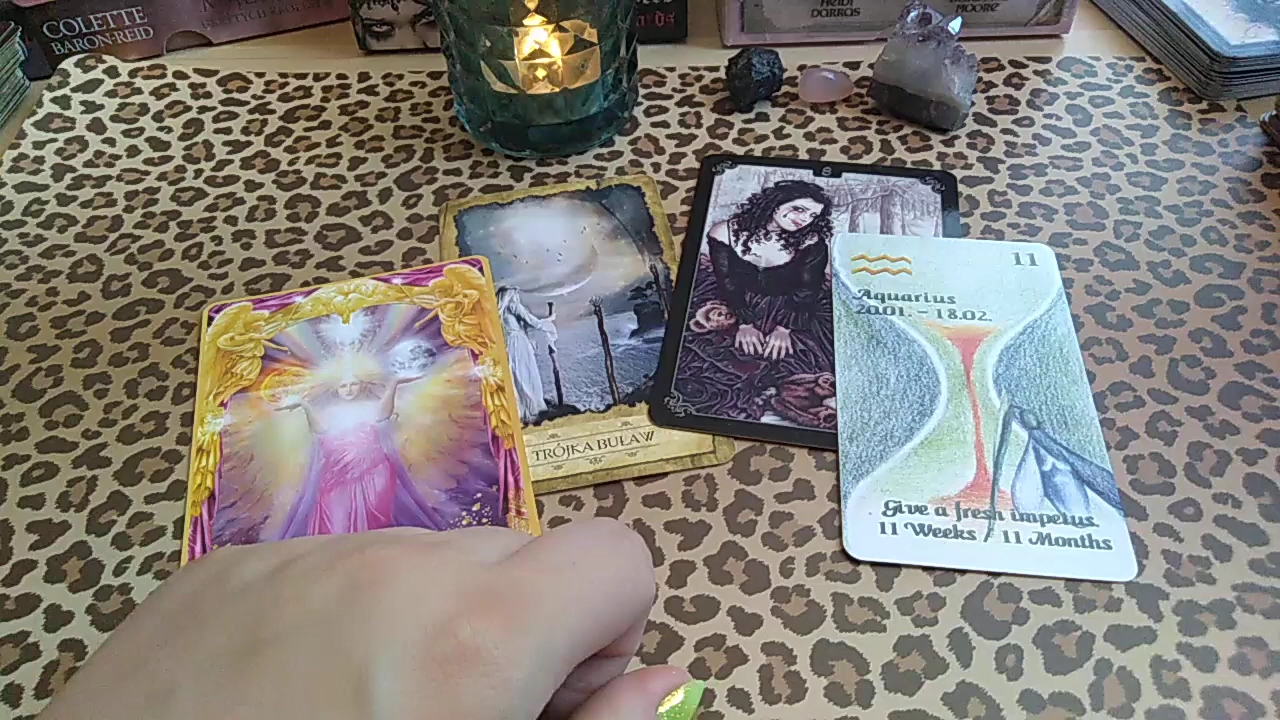 COLETTE
BARON-REID
HEIDI
DARRAS
MOORE
8
TRÓJKA BUŁAW
11
Aquarius
20.01. – 18.02.
Give a fresh impetus.
11 Weeks / 11 Months